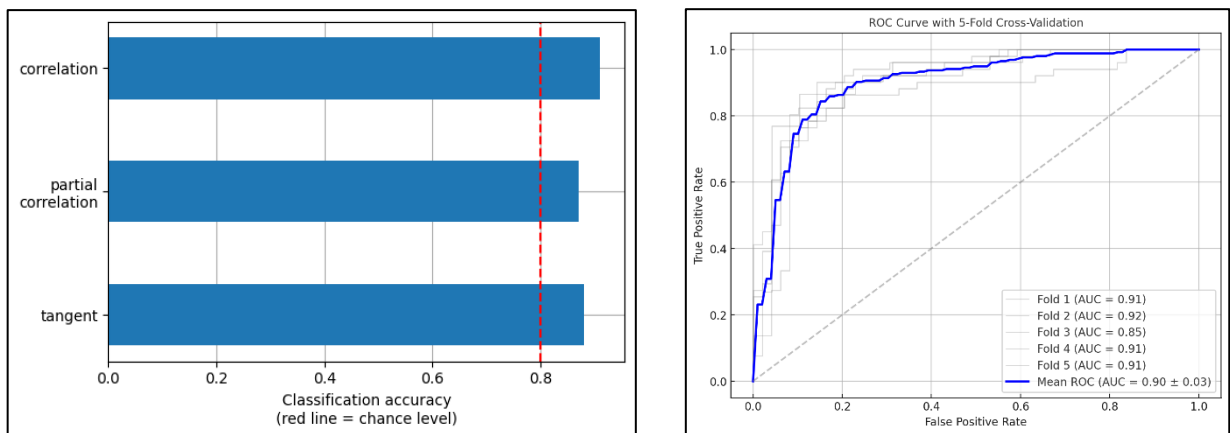 correlation
partial
correlation
tangent
0.0 0.2 0.4 0.6 0.8
Classification accuracy
(red line = chance level)
ROC Curve with 5-Fold Cross-Validation
True Positive Rate
1.0
0.8
0.6
0.4
0.2
0.0
Fold 1 (AUC = 0.91)
Fold 2 (AUC = 0.92)
Fold 3 (AUC = 0.85)
Fold 4 (AUC = 0.91)
Fold 5 (AUC = 0.91)
Mean ROC (AUC = 0.90 ± 0.03)
0.0 0.2 0.4 0.6 0.8 1.0
False Positive Rate